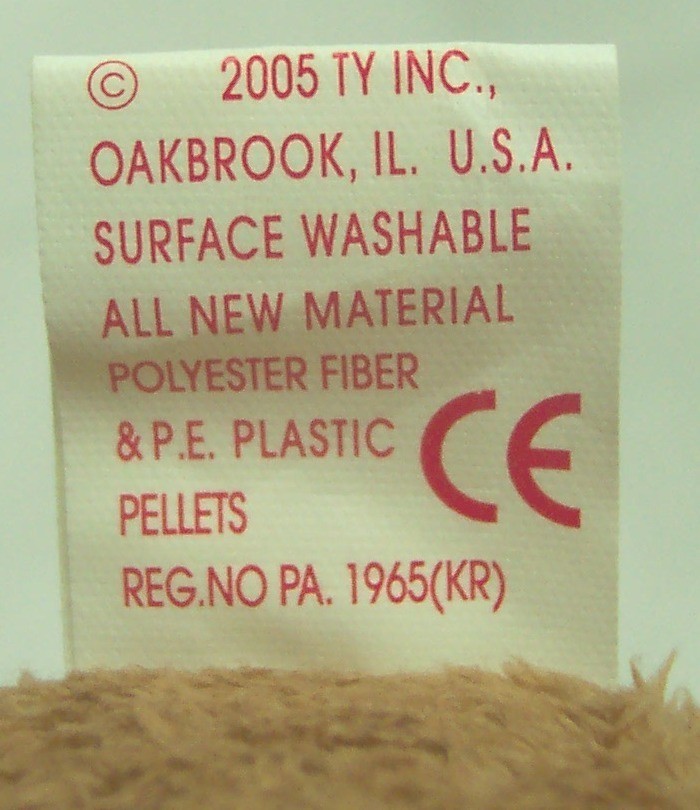 © 2005 TY INC.,
OAKBROOK, IL. U.S.A.
SURFACE WASHABLE
ALL NEW MATERIAL
POLYESTER FIBER
& P.E. PLASTIC
CE
PELLETS
REG.NO PA. 1965(KR)